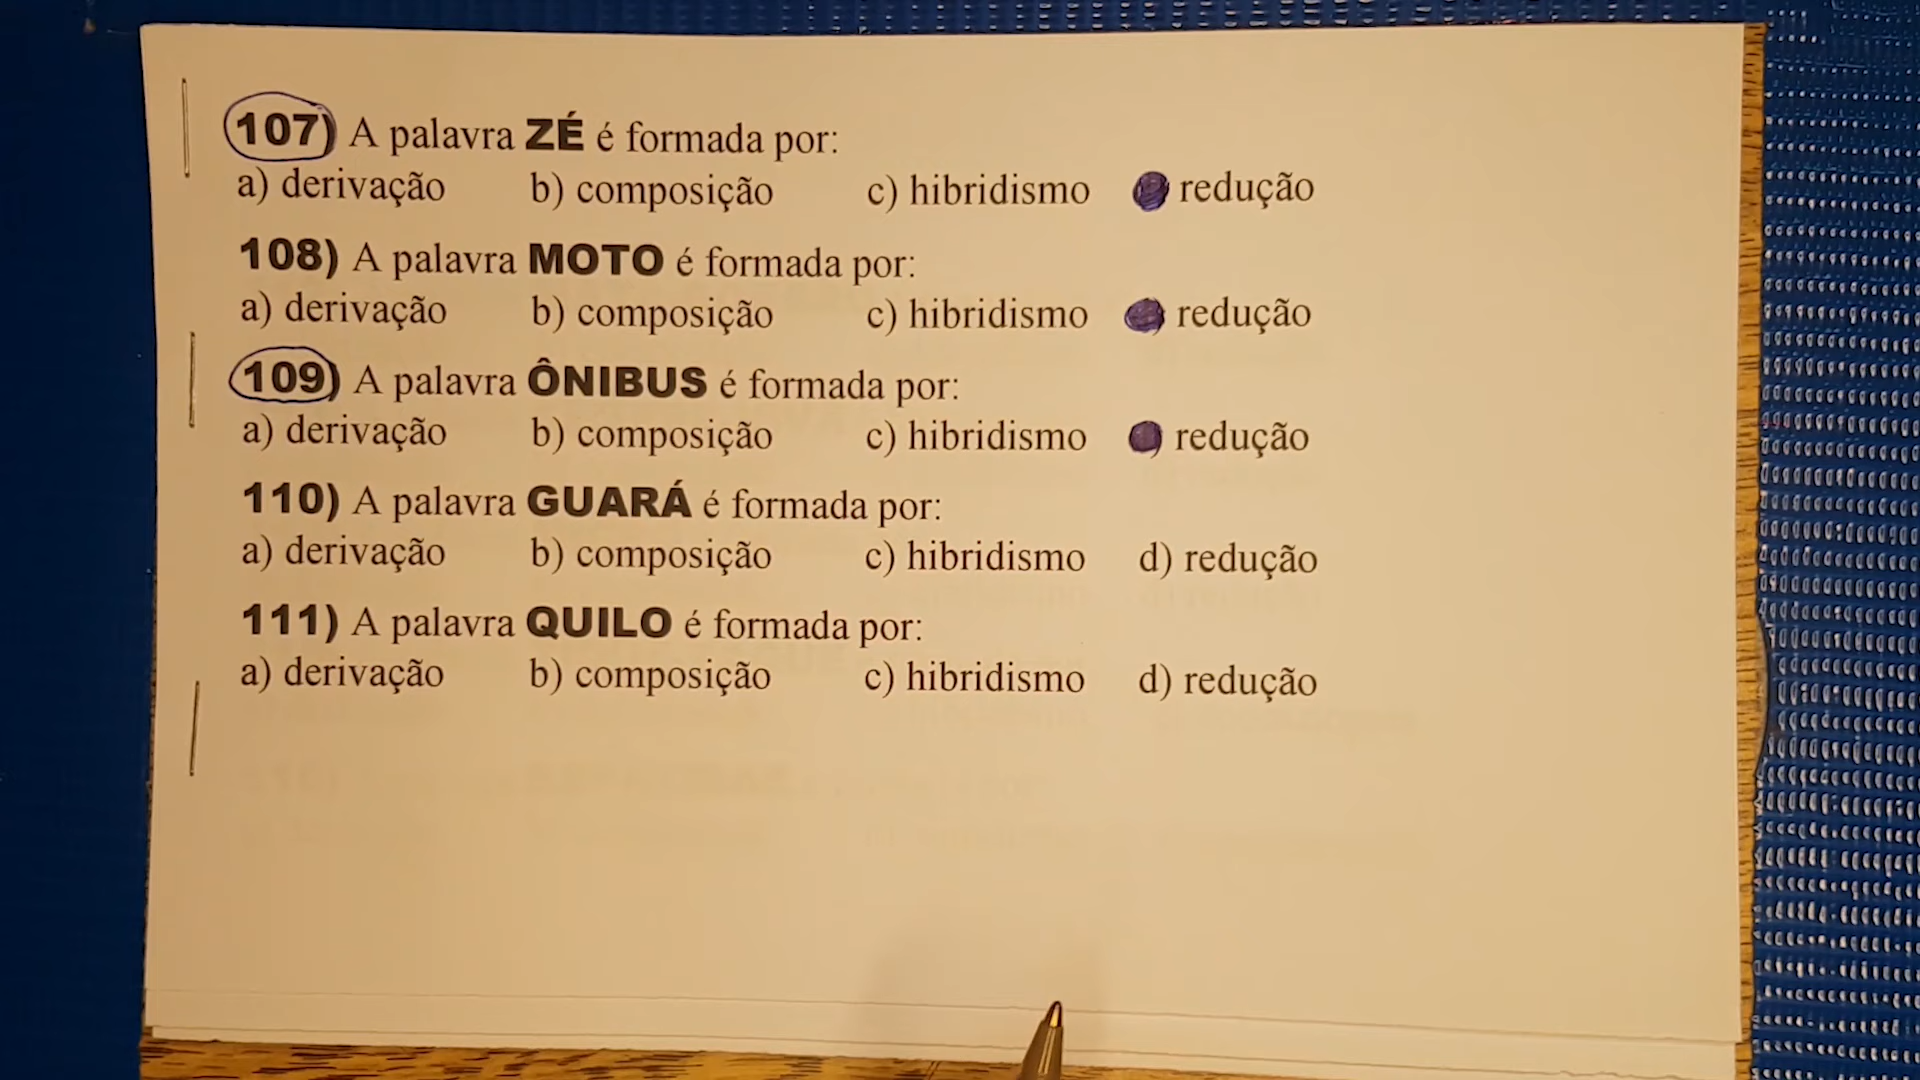 107) A palavra ZÉ é formada por:
a) derivação b) composição c) hibridismo redução
108) A palavra MOTO é formada por:
a) derivação b) composição c) hibridismo redução
109) A palavra ÔNIBUS é formada por:
a) derivação b) composição c) hibridismo redução
110) A palavra GUARÁ é formada por:
a) derivação b) composição c) hibridismo d) redução
111) A palavra QUILO é formada por:
a) derivação b) composição c) hibridismo d) redução